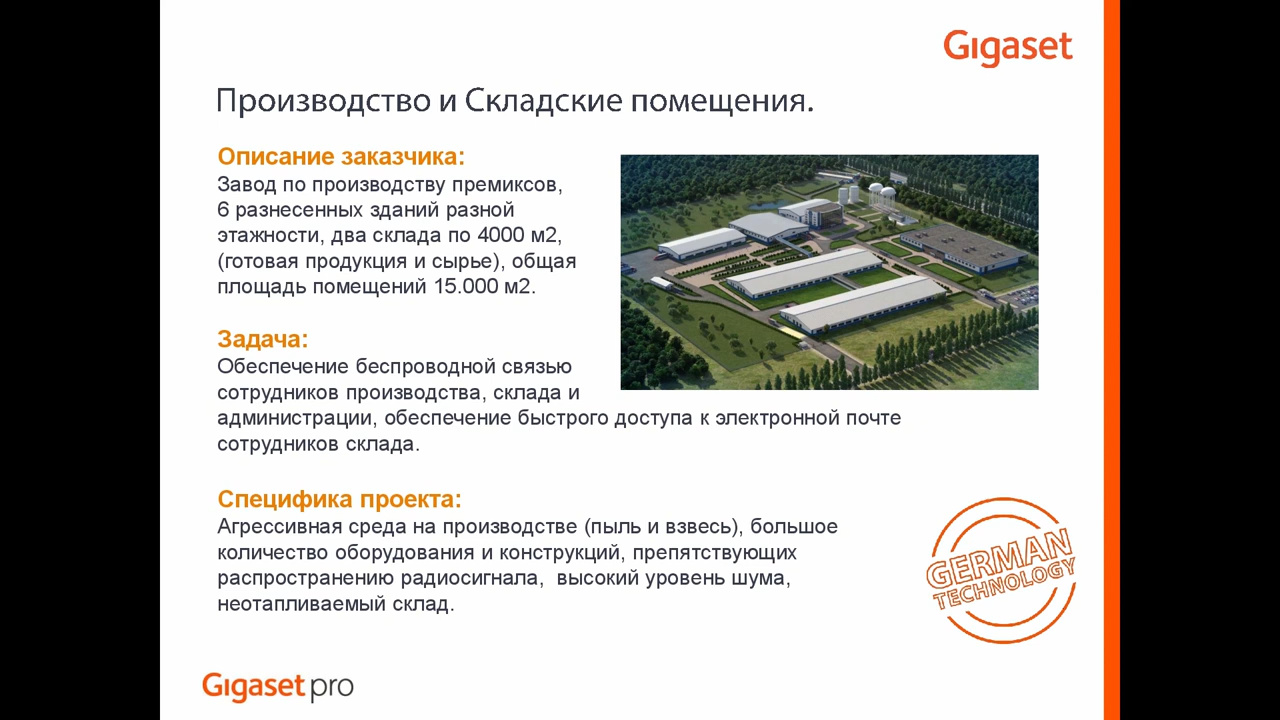 Gigaset
Производство и Складские помещения.
Описание заказчика:
Завод по производству премиксов,
6 разнесенных зданий разной
этажности, два склада по 4000 м2,
(готовая продукция и сырье), общая
площадь помещений 15.000 м2.
Задача:
Обеспечение беспроводной связью
сотрудников производства, склада и
администрации, обеспечение быстрого доступа к электронной почте
сотрудников склада.
Специфика проекта:
Агрессивная среда на производстве (пыль и взвесь), большое
количество оборудования и конструкций, препятствующих
распространению радиосигнала,  высокий уровень шума,
неотапливаемый склад.
GERMAN
TECHNOLOGY
Gigaset pro